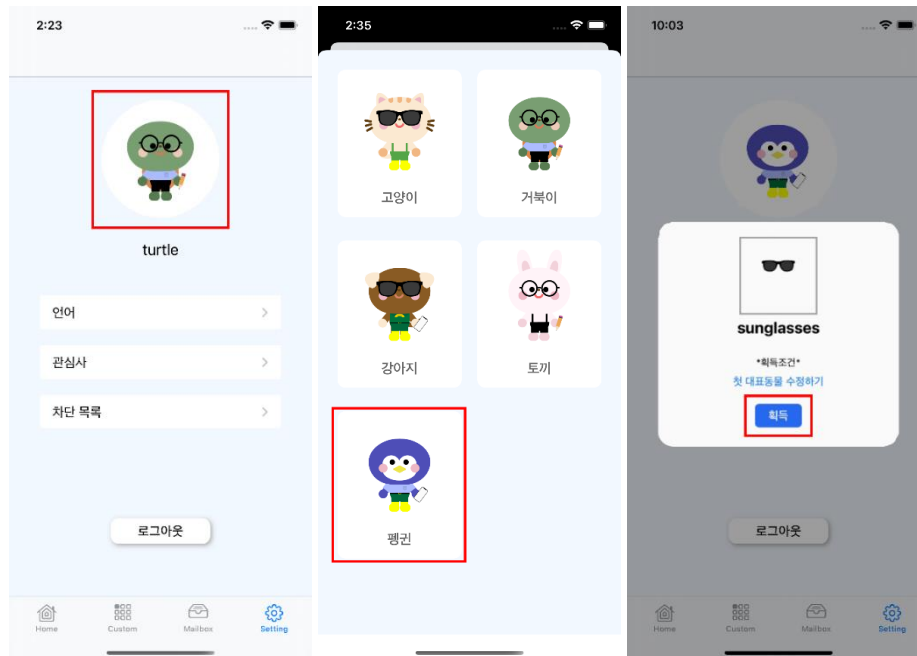 2:23
turtle
언어
관심사
차단 목록
로그아웃
Home
Custom
Mailbox
Setting
2:35
고양이
거북이
강아지
토끼
펭귄
10:03
sunglasses
*획득조건*
첫 대표동물 수정하기
획득
로그아웃
Home
Custom
Mailbox
Setting